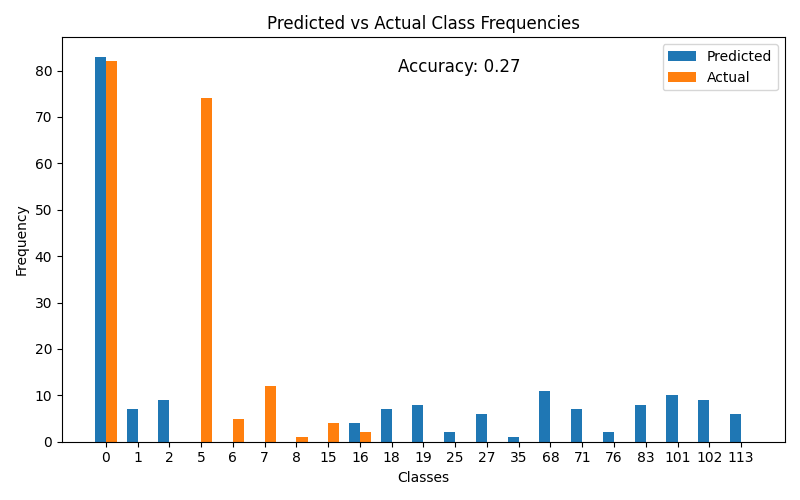 Predicted vs Actual Class Frequencies
Accuracy: 0.27
Predicted
Actual
Frequency
80
70
60
50
40
30
20
10
0
0 1 2 5 6 7 8 15 16 18 19 25 27 35 68 71 76 83 101 102 113
Classes